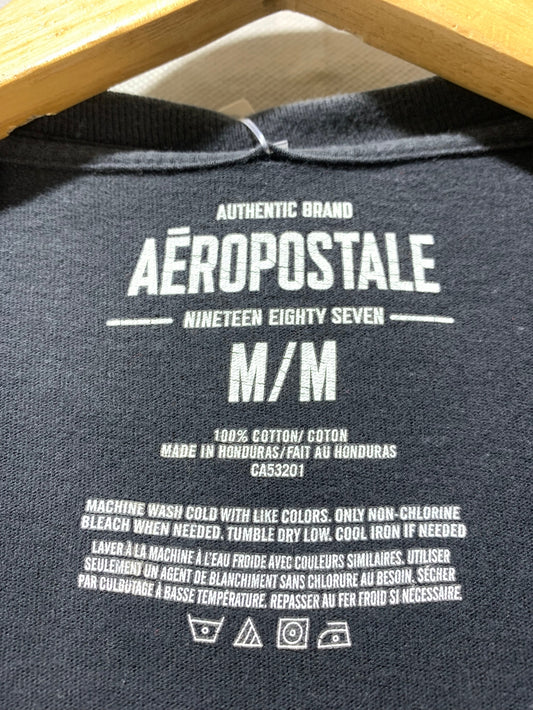 AUTHENTIC BRAND
AÉROPOSTALE
NINETEEN EIGHTY SEVEN
M/M
100% COTTON/ COTON
MADE IN HONDURAS/FAIT AU HONDURAS
CA53201
MACHINE WASH COLD WITH LIKE COLORS. ONLY NON-CHLORINE
BLEACH WHEN NEEDED. TUMBLE DRY LOW. COOL IRON IF NEEDED
LAVER À LA MACHINE À L'EAU FROIDE AVEC COULEURS SIMILAIRES. UTILISER
SEULEMENT UN AGENT DE BLANCHIMENT SANS CHLORURE AU BESOIN. SÉCHER
PAR CULBUTAGE À BASSE TEMPÉRATURE. REPASSER AU FER FROID SI NÉCESSAIRE.